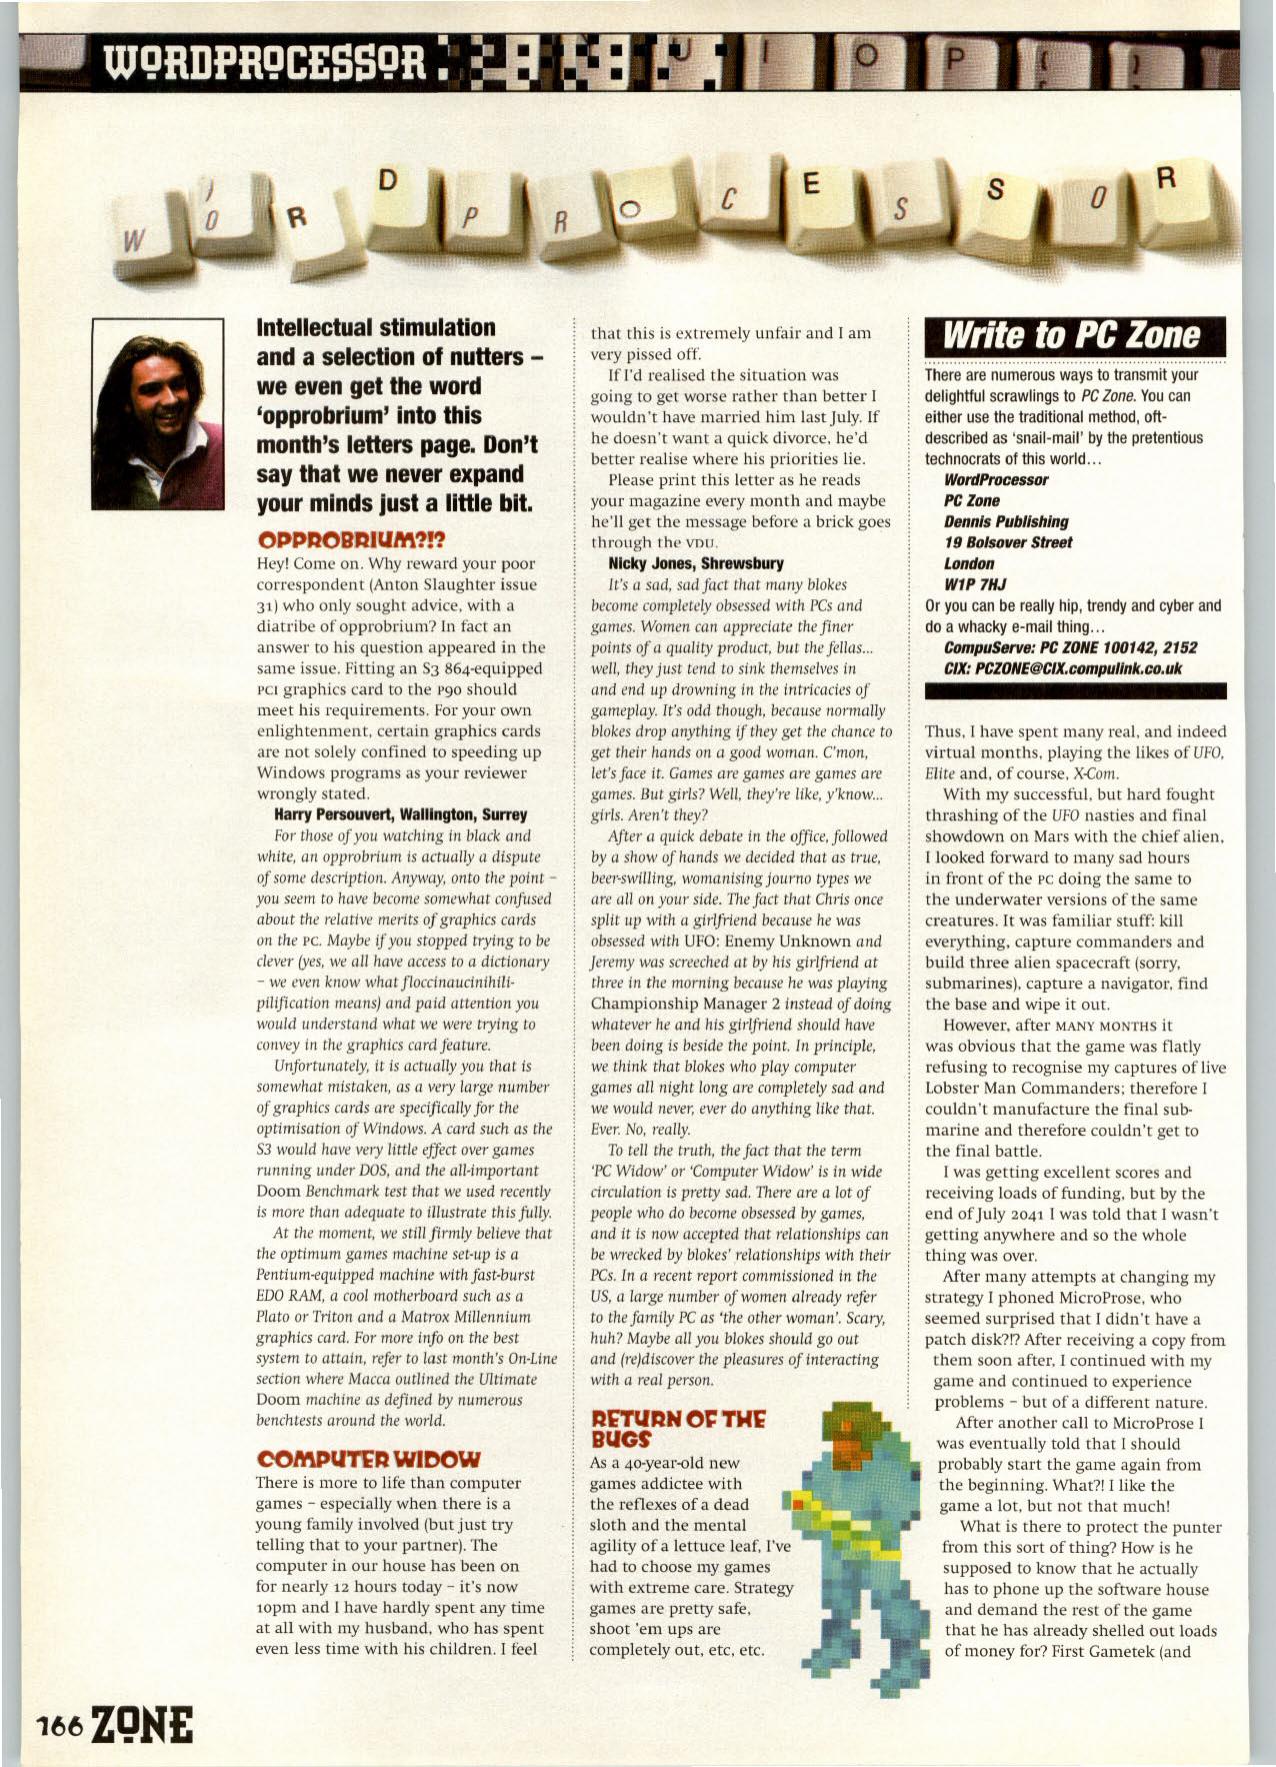 WORDPROCESSOR
U I O P
W O R D P R O C E S S O R
Intellectual stimulation
and a selection of nutters –
we even get the word
'opprobrium' into this
month's letters page. Don't
say that we never expand
your minds just a little bit.
OPPROBRIUM?!?
Hey! Come on. Why reward your poor
correspondent (Anton Slaughter issue
31) who only sought advice, with a
diatribe of opprobrium? In fact an
answer to his question appeared in the
same issue. Fitting an S3 864-equipped
PCI graphics card to the P90 should
meet his requirements. For your own
enlightenment, certain graphics cards
are not solely confined to speeding up
Windows programs as your reviewer
wrongly stated.
Harry Persouvert, Wallington, Surrey
For those of you watching in black and
white, an opprobrium is actually a dispute
of some description. Anyway, onto the point –
you seem to have become somewhat confused
about the relative merits of graphics cards
on the PC. Maybe if you stopped trying to be
clever (yes, we all have access to a dictionary
– we even know what floccinaucinihili-
pilification means) and paid attention you
would understand what we were trying to
convey in the graphics card feature.
Unfortunately, it is actually you that is
somewhat mistaken, as a very large number
of graphics cards are specifically for the
optimisation of Windows. A card such as the
S3 would have very little effect over games
running under DOS, and the all-important
Doom Benchmark test that we used recently
is more than adequate to illustrate this fully.
At the moment, we still firmly believe that
the optimum games machine set-up is a
Pentium-equipped machine with fast-burst
EDO RAM, a cool motherboard such as a
Plato or Triton and a Matrox Millennium
graphics card. For more info on the best
system to attain, refer to last month's On-Line
section where Macca outlined the Ultimate
Doom machine as defined by numerous
benchtests around the world.
COMPUTER WIDOW
There is more to life than computer
games – especially when there is a
young family involved (but just try
telling that to your partner). The
computer in our house has been on
for nearly 12 hours today – it's now
10pm and I have hardly spent any time
at all with my husband, who has spent
even less time with his children. I feel
that this is extremely unfair and I am
very pissed off.
If I'd realised the situation was
going to get worse rather than better I
wouldn't have married him last July. If
he doesn't want a quick divorce, he'd
better realise where his priorities lie.
Please print this letter as he reads
your magazine every month and maybe
he'll get the message before a brick goes
through the VDU.
Nicky Jones, Shrewsbury
It's a sad, sad fact that many blokes
become completely obsessed with PCs and
games. Women can appreciate the finer
points of a quality product, but the fellas...
well, they just tend to sink themselves in
and end up drowning in the intricacies of
gameplay. It's odd though, because normally
blokes drop anything if they get the chance to
get their hands on a good woman. C'mon,
let's face it. Games are games are games are
games. But girls? Well, they're like, y'know...
girls. Aren't they?
After a quick debate in the office, followed
by a show of hands we decided that as true,
beer-swilling, womanising journo types we
are all on your side. The fact that Chris once
split up with a girlfriend because he was
obsessed with UFO: Enemy Unknown and
Jeremy was screeched at by his girlfriend at
three in the morning because he was playing
Championship Manager 2 instead of doing
whatever he and his girlfriend should have
been doing is beside the point. In principle,
we think that blokes who play computer
games all night long are completely sad and
we would never, ever do anything like that.
Ever. No, really.
To tell the truth, the fact that the term
'PC Widow' or 'Computer Widow' is in wide
circulation is pretty sad. There are a lot of
people who do become obsessed by games,
and it is now accepted that relationships can
be wrecked by blokes' relationships with their
PCs. In a recent report commissioned in the
US, a large number of women already refer
to the family PC as 'the other woman'. Scary,
huh? Maybe all you blokes should go out
and (re)discover the pleasures of interacting
with a real person.
RETURN OF THE
BUGS
As a 40-year-old new
games addictee with
the reflexes of a dead
sloth and the mental
agility of a lettuce leaf, I've
had to choose my games
with extreme care. Strategy
games are pretty safe,
shoot 'em ups are
completely out, etc, etc.
Write to PC Zone
There are numerous ways to transmit your
delightful scrawlings to PC Zone. You can
either use the traditional method, oft-
described as 'snail-mail' by the pretentious
technocrats of this world...
WordProcessor
PC Zone
Dennis Publishing
19 Bolsover Street
London
W1P 7HJ
Or you can be really hip, trendy and cyber and
do a whacky e-mail thing...
CompuServe: PC ZONE 100142, 2152
CIX: PCZONE@CIX.compulink.co.uk
Thus, I have spent many real, and indeed
virtual months, playing the likes of UFO,
Elite and, of course, X-Com.
With my successful, but hard fought
thrashing of the UFO nasties and final
showdown on Mars with the chief alien,
I looked forward to many sad hours
in front of the PC doing the same to
the underwater versions of the same
creatures. It was familiar stuff: kill
everything, capture commanders and
build three alien spacecraft (sorry,
submarines), capture a navigator, find
the base and wipe it out.
However, after MANY MONTHS it
was obvious that the game was flatly
refusing to recognise my captures of live
Lobster Man Commanders; therefore I
couldn't manufacture the final sub-
marine and therefore couldn't get to
the final battle.
I was getting excellent scores and
receiving loads of funding, but by the
end of July 2041 I was told that I wasn't
getting anywhere and so the whole
thing was over.
After many attempts at changing my
strategy I phoned MicroProse, who
seemed surprised that I didn't have a
patch disk?!? After receiving a copy from
them soon after, I continued with my
game and continued to experience
problems – but of a different nature.
After another call to MicroProse I
was eventually told that I should
probably start the game again from
the beginning. What?! I like the
game a lot, but not that much!
What is there to protect the punter
from this sort of thing? How is he
supposed to know that he actually
has to phone up the software house
and demand the rest of the game
that he has already shelled out loads
of money for? First Gametek (and
166 ZONE